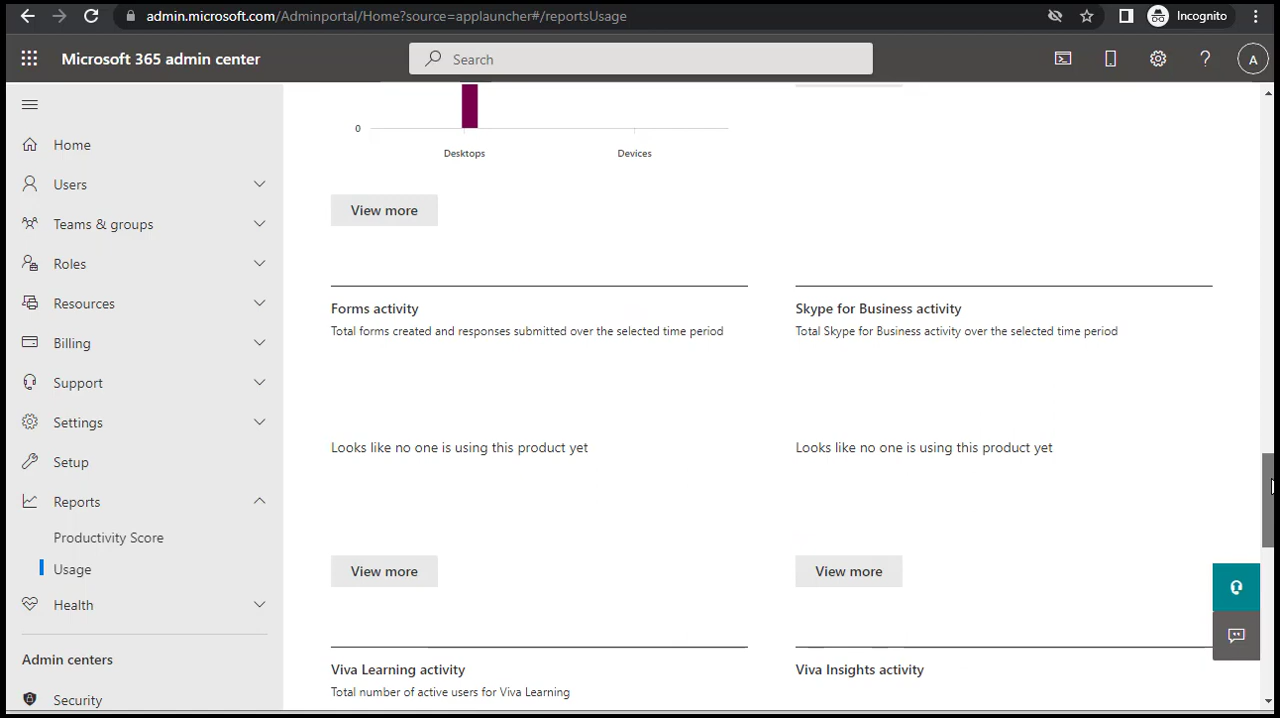 admin.microsoft.com/Adminportal/Home?source=applauncher#/reportsUsage
Incognito
Microsoft 365 admin center
Search
A
Home
Users
Teams & groups
Roles
Resources
Billing
Support
Settings
Setup
Reports
Productivity Score
Usage
Health
Admin centers
Security
0
Desktops
Devices
View more
Forms activity
Total forms created and responses submitted over the selected time period
Looks like no one is using this product yet
View more
Skype for Business activity
Total Skype for Business activity over the selected time period
Looks like no one is using this product yet
View more
Viva Learning activity
Total number of active users for Viva Learning
Viva Insights activity